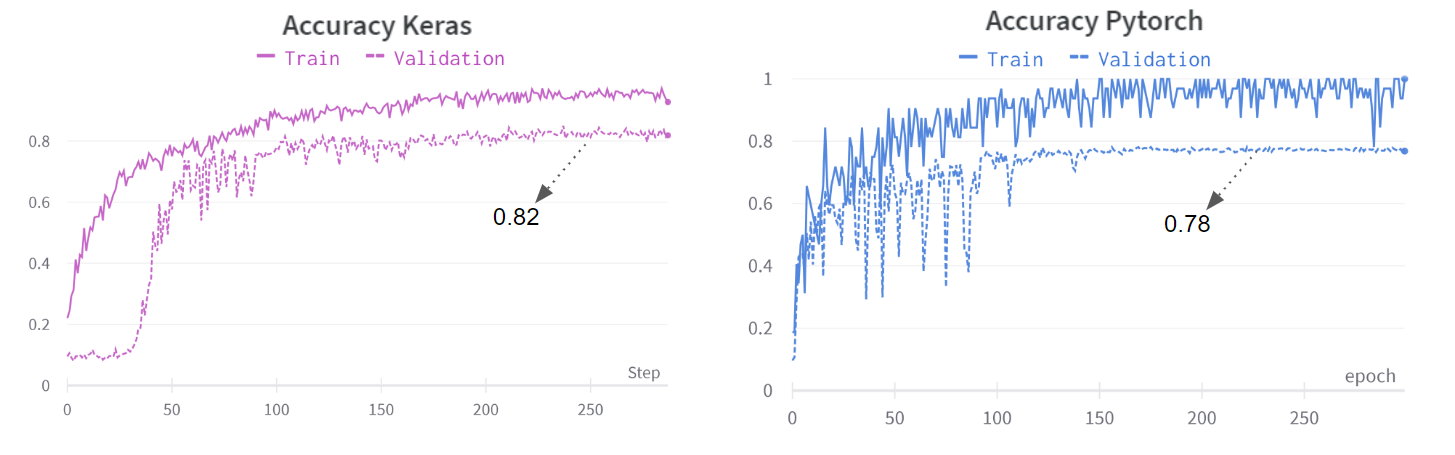 Accuracy Keras
Train Validation
0.8
0.6
0.4
0.2
0
0.82
Step
0 50 100 150 200 250
Accuracy Pytorch
Train Validation
1
0.8
0.6
0.4
0.2
0
0.78
epoch
0 50 100 150 200 250